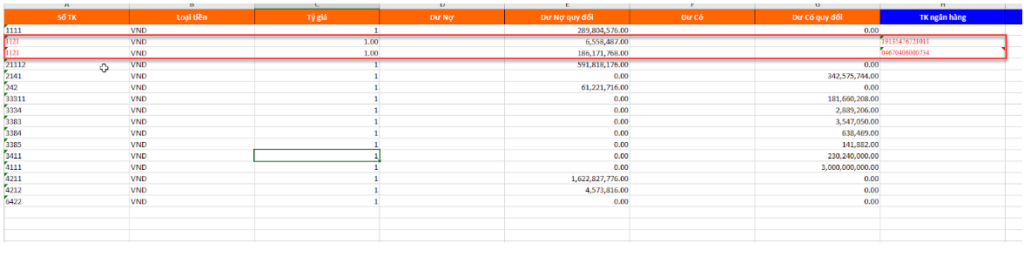 A B C D E F G H
Số TK Loại tiền Tỷ giá Dư Nợ Dư Nợ quy đổi Dư Có Dư Có quy đổi TK ngân hàng
1111 VND 1 289,804,576.00 0.00
1121 VND 1.00 6,558,487.00 19135476721011
1121 VND 1.00 186,171,768.00 04670406000734
21112 VND 1 591,818,176.00 0.00
2141 VND 1 0.00 342,575,744.00
242 VND 1 61,221,716.00 0.00
33311 VND 1 0.00 181,660,208.00
3334 VND 1 0.00 2,889,206.00
3383 VND 1 0.00 3,547,050.00
3384 VND 1 0.00 638,469.00
3385 VND 1 0.00 141,882.00
3411 VND 1 0.00 230,240,000.00
4111 VND 1 0.00 3,000,000,000.00
4211 VND 1 1,622,827,776.00 0.00
4212 VND 1 4,573,816.00 0.00
6422 VND 1 0.00 0.00